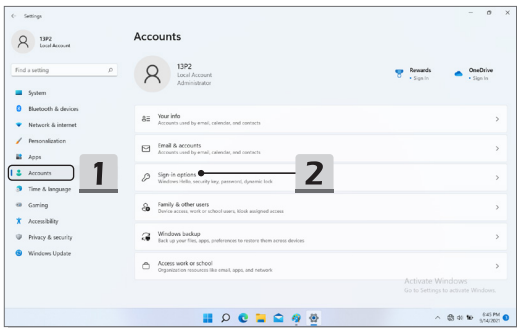 Settings
13P2
Local Account
Find a setting
System
Bluetooth & devices
Network & internet
Personalization
Apps
Accounts
Time & language
Gaming
Accessibility
Privacy & security
Windows Update
1
Accounts
13P2
Local Account
Administrator
Rewards
• Sign in
OneDrive
• Sign in
Your info
Accounts used by email, calendar, and contacts
Email & accounts
Accounts used by email, calendar, and contacts
Sign-in options
Windows Hello, security key, password, dynamic lock
2
Family & other users
Device access, work or school users, kiosk assigned access
Windows backup
Back up your files, apps, preferences to restore them across devices
Access work or school
Organization resources like email, apps, and network
Activate Windows
Go to Settings to activate Windows.